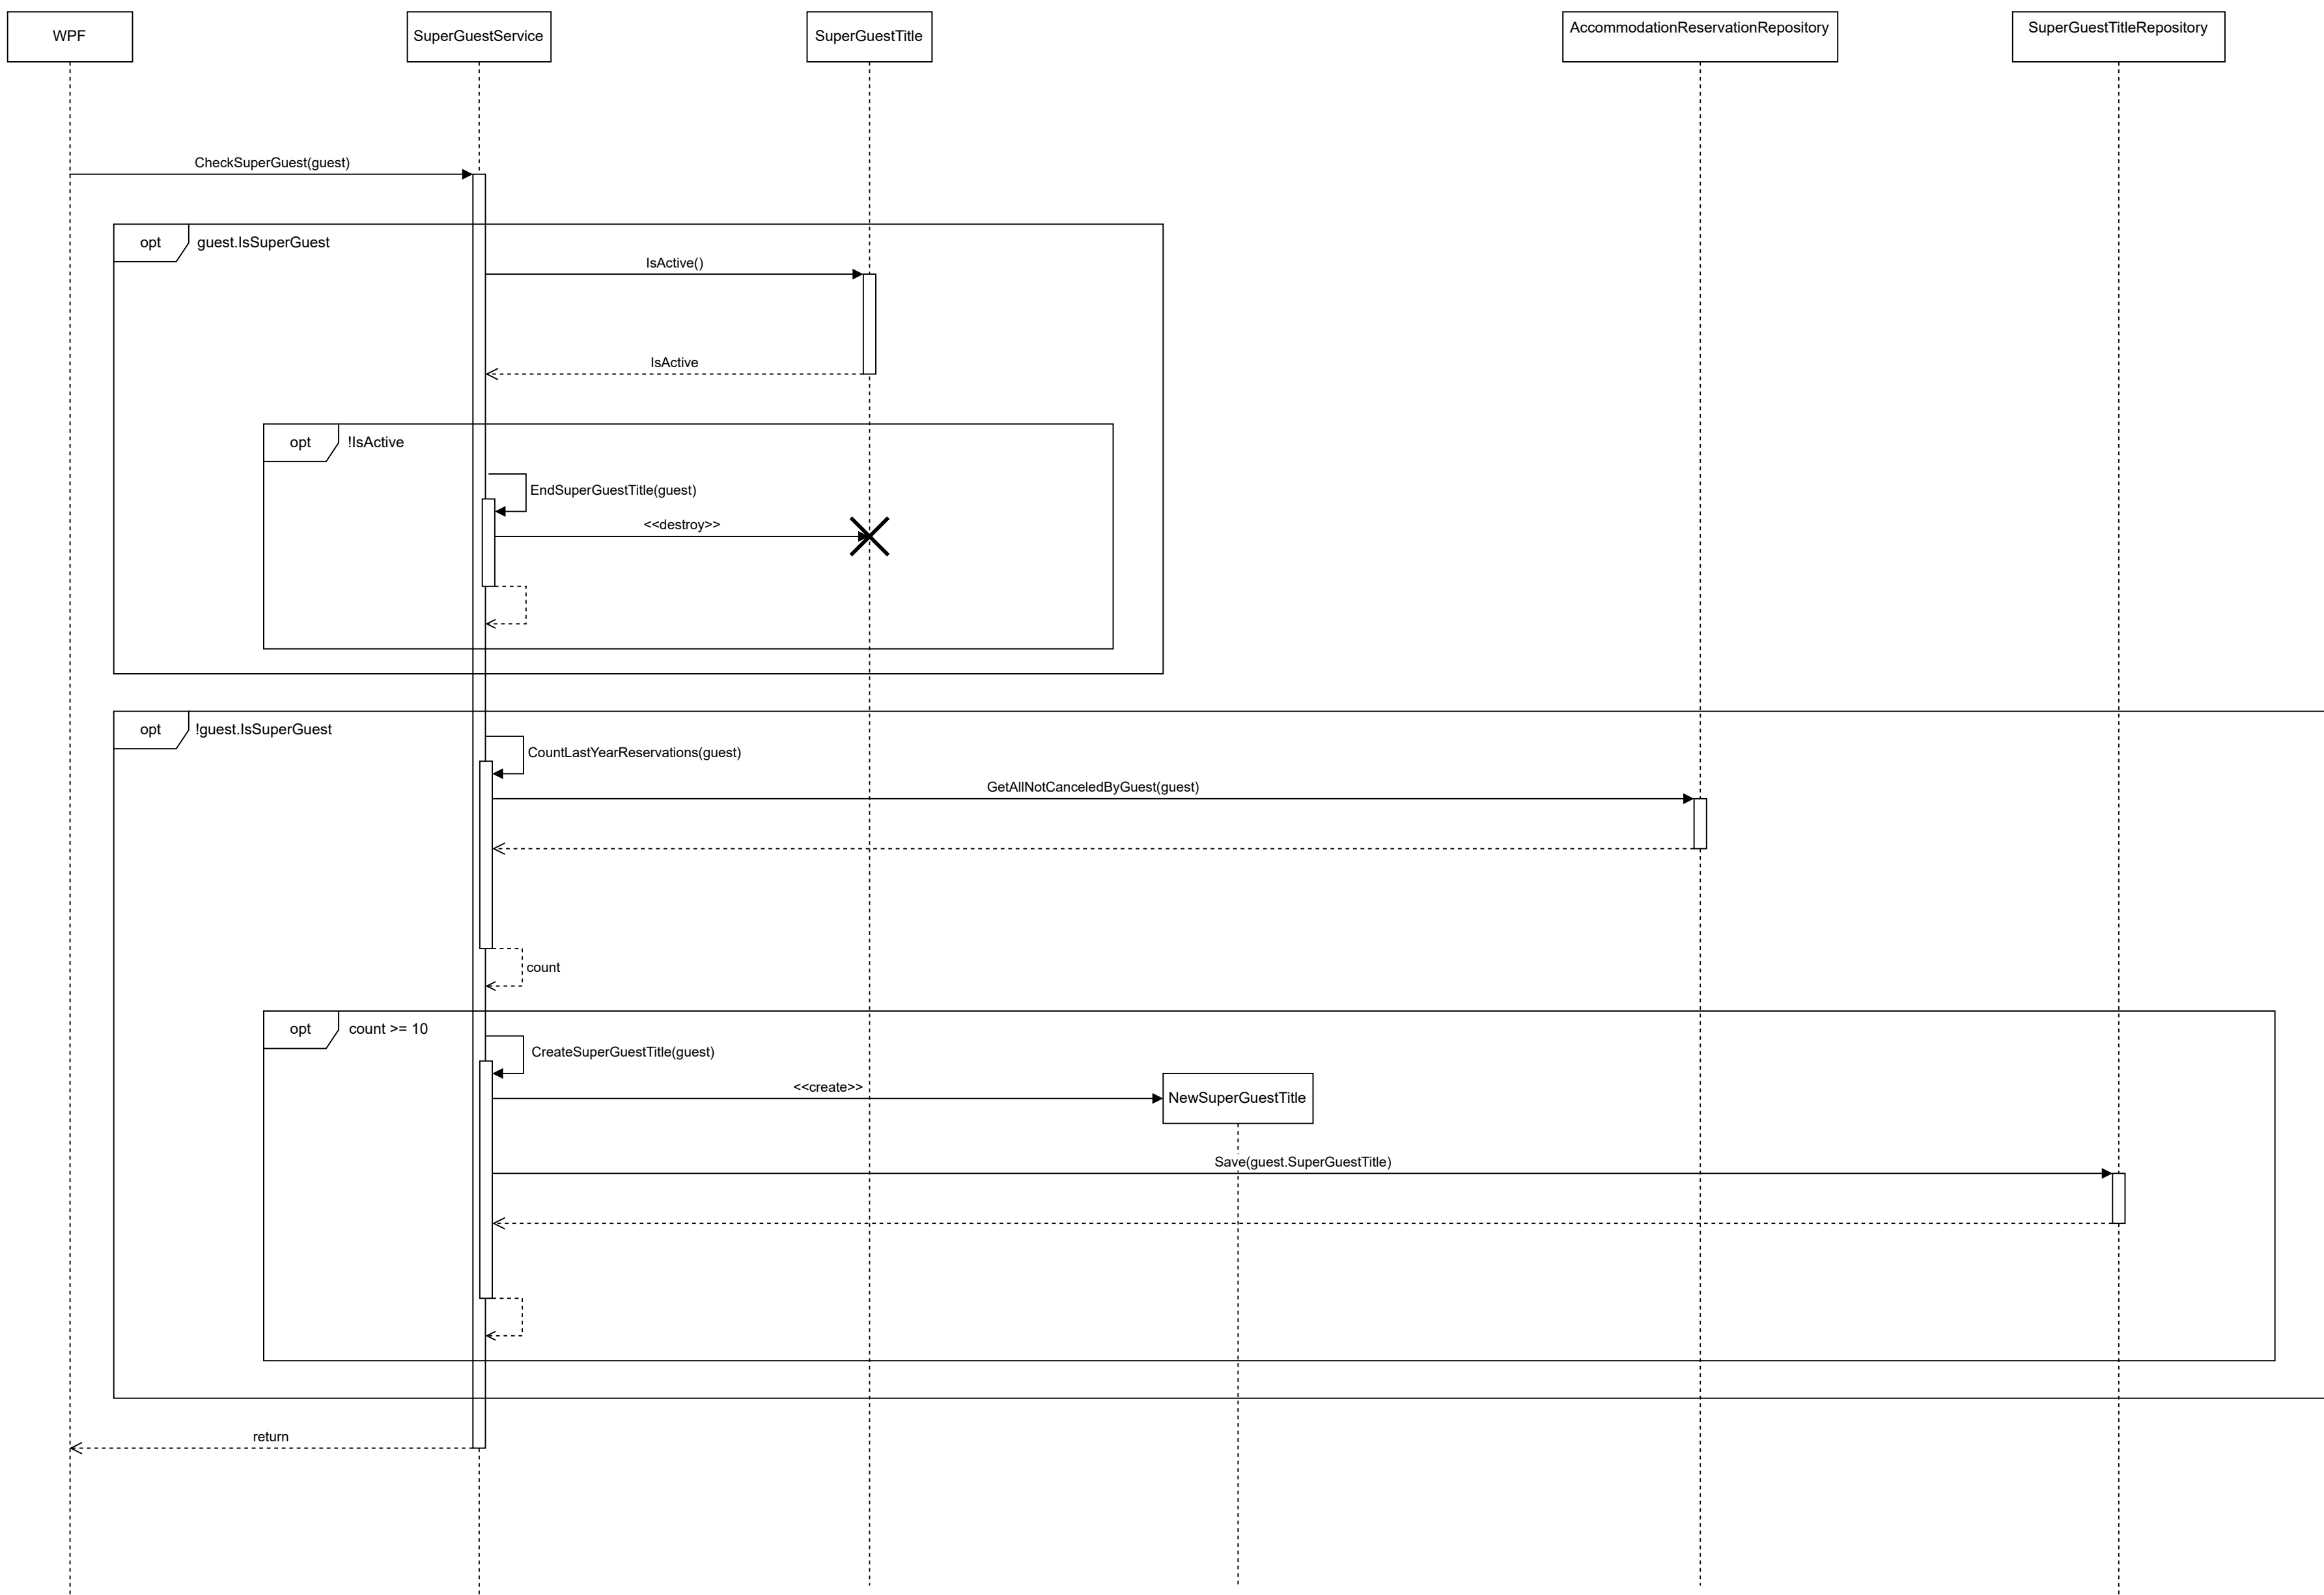 WPF
SuperGuestService
SuperGuestTitle
AccommodationReservationRepository
SuperGuestTitleRepository
CheckSuperGuest(guest)
opt
guest.IsSuperGuest
IsActive()
IsActive
opt
!IsActive
EndSuperGuestTitle(guest)
<<destroy>>
opt
!guest.IsSuperGuest
CountLastYearReservations(guest)
GetAllNotCanceledByGuest(guest)
count
opt
count >= 10
CreateSuperGuestTitle(guest)
<<create>>
NewSuperGuestTitle
Save(guest.SuperGuestTitle)
return